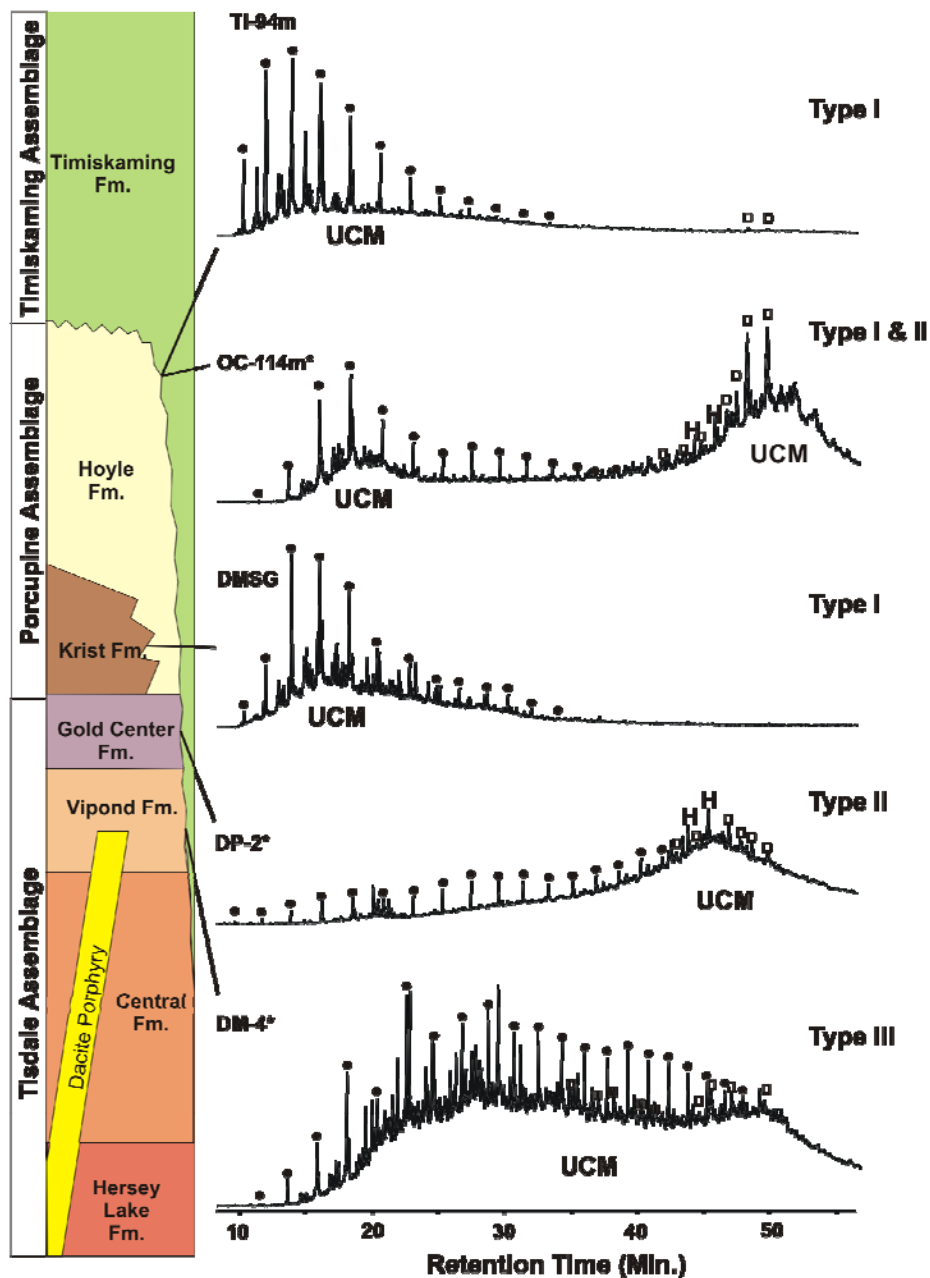 Timiskaming Assemblage
Porcupine Assemblage
Tisdale Assemblage
Timiskaming
Fm.
Hoyle
Fm.
Krist Fm.
Gold Center
Fm.
Vipond Fm.
Dacite Porphyry
Central
Fm.
Hersey
Lake
Fm.
TI-94m
Type I
UCM
OC-114m*
Type I & II
H H
UCM
UCM
DMSG
Type I
UCM
DP-2*
Type II
H H
UCM
DM-4*
Type III
UCM
10 20 30 40 50
Retention Time (Min.)